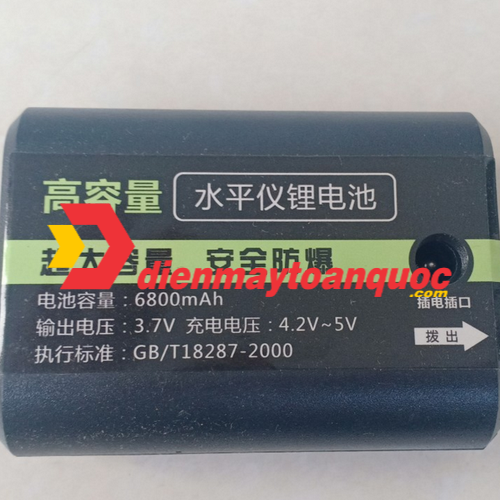 高容量 水平仪锂电池
超大容量 安全防爆
dienmaytoanquoc
.com
电池容量：6800mAh
插电插口
输出电压：3.7V 充电电压：4.2V~5V
拨出
执行标准：GB/T18287-2000